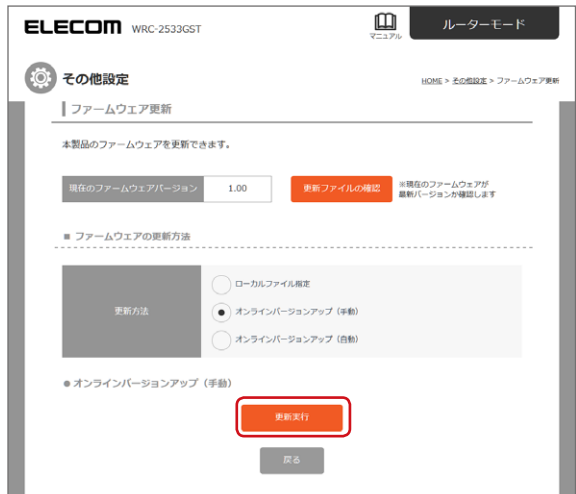 ELECOM WRC-2533GST
マニュアル
ルーターモード
その他設定
HOME > その他設定 > ファームウェア更新
ファームウェア更新
本製品のファームウェアを更新できます。
現在のファームウェアバージョン 1.00 更新ファイルの確認 ※現在のファームウェアが
最新バージョンか確認します
■ ファームウェアの更新方法
更新方法
ローカルファイル指定
オンラインバージョンアップ（手動）
オンラインバージョンアップ（自動）
● オンラインバージョンアップ（手動）
更新実行
戻る